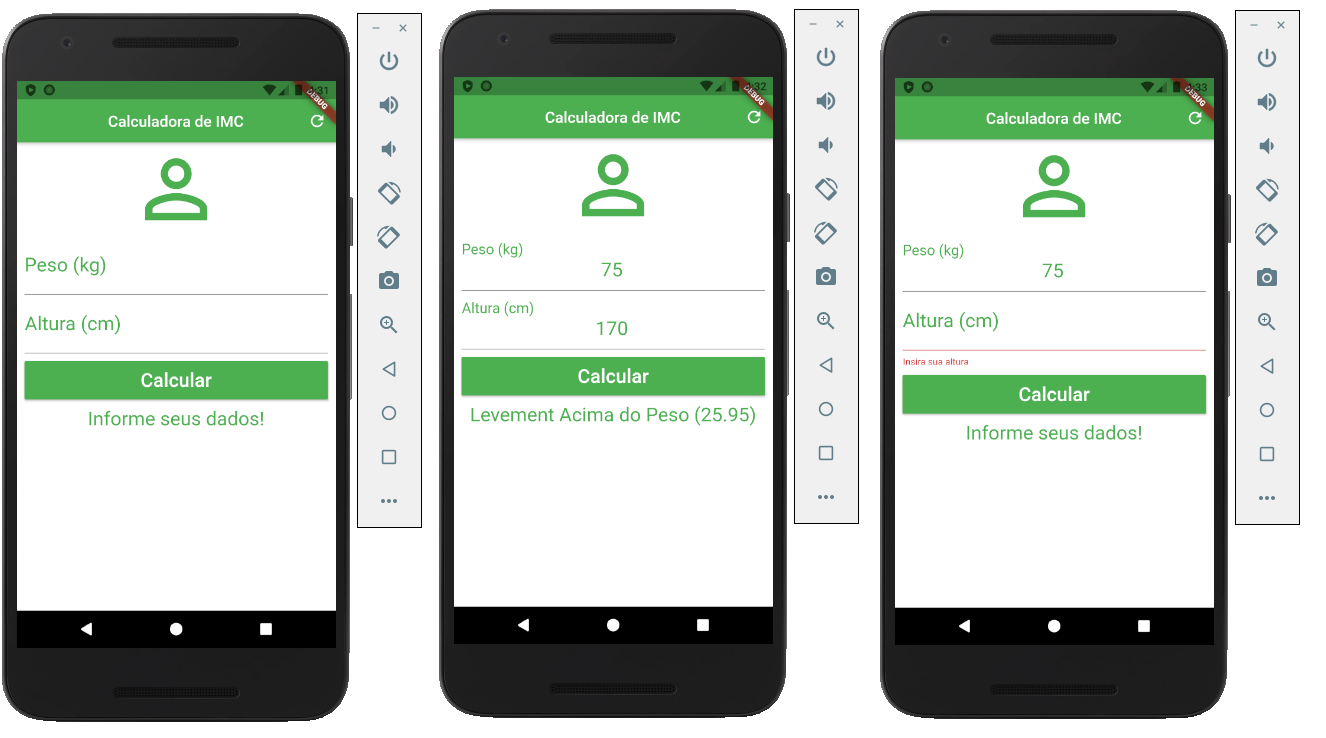 DEBUG
Calculadora de IMC
Peso (kg)
Altura (cm)
Calcular
Informe seus dados!
DEBUG
Calculadora de IMC
Peso (kg)
75
Altura (cm)
170
Calcular
Levement Acima do Peso (25.95)
DEBUG
Calculadora de IMC
Peso (kg)
75
Altura (cm)
Insira sua altura
Calcular
Informe seus dados!